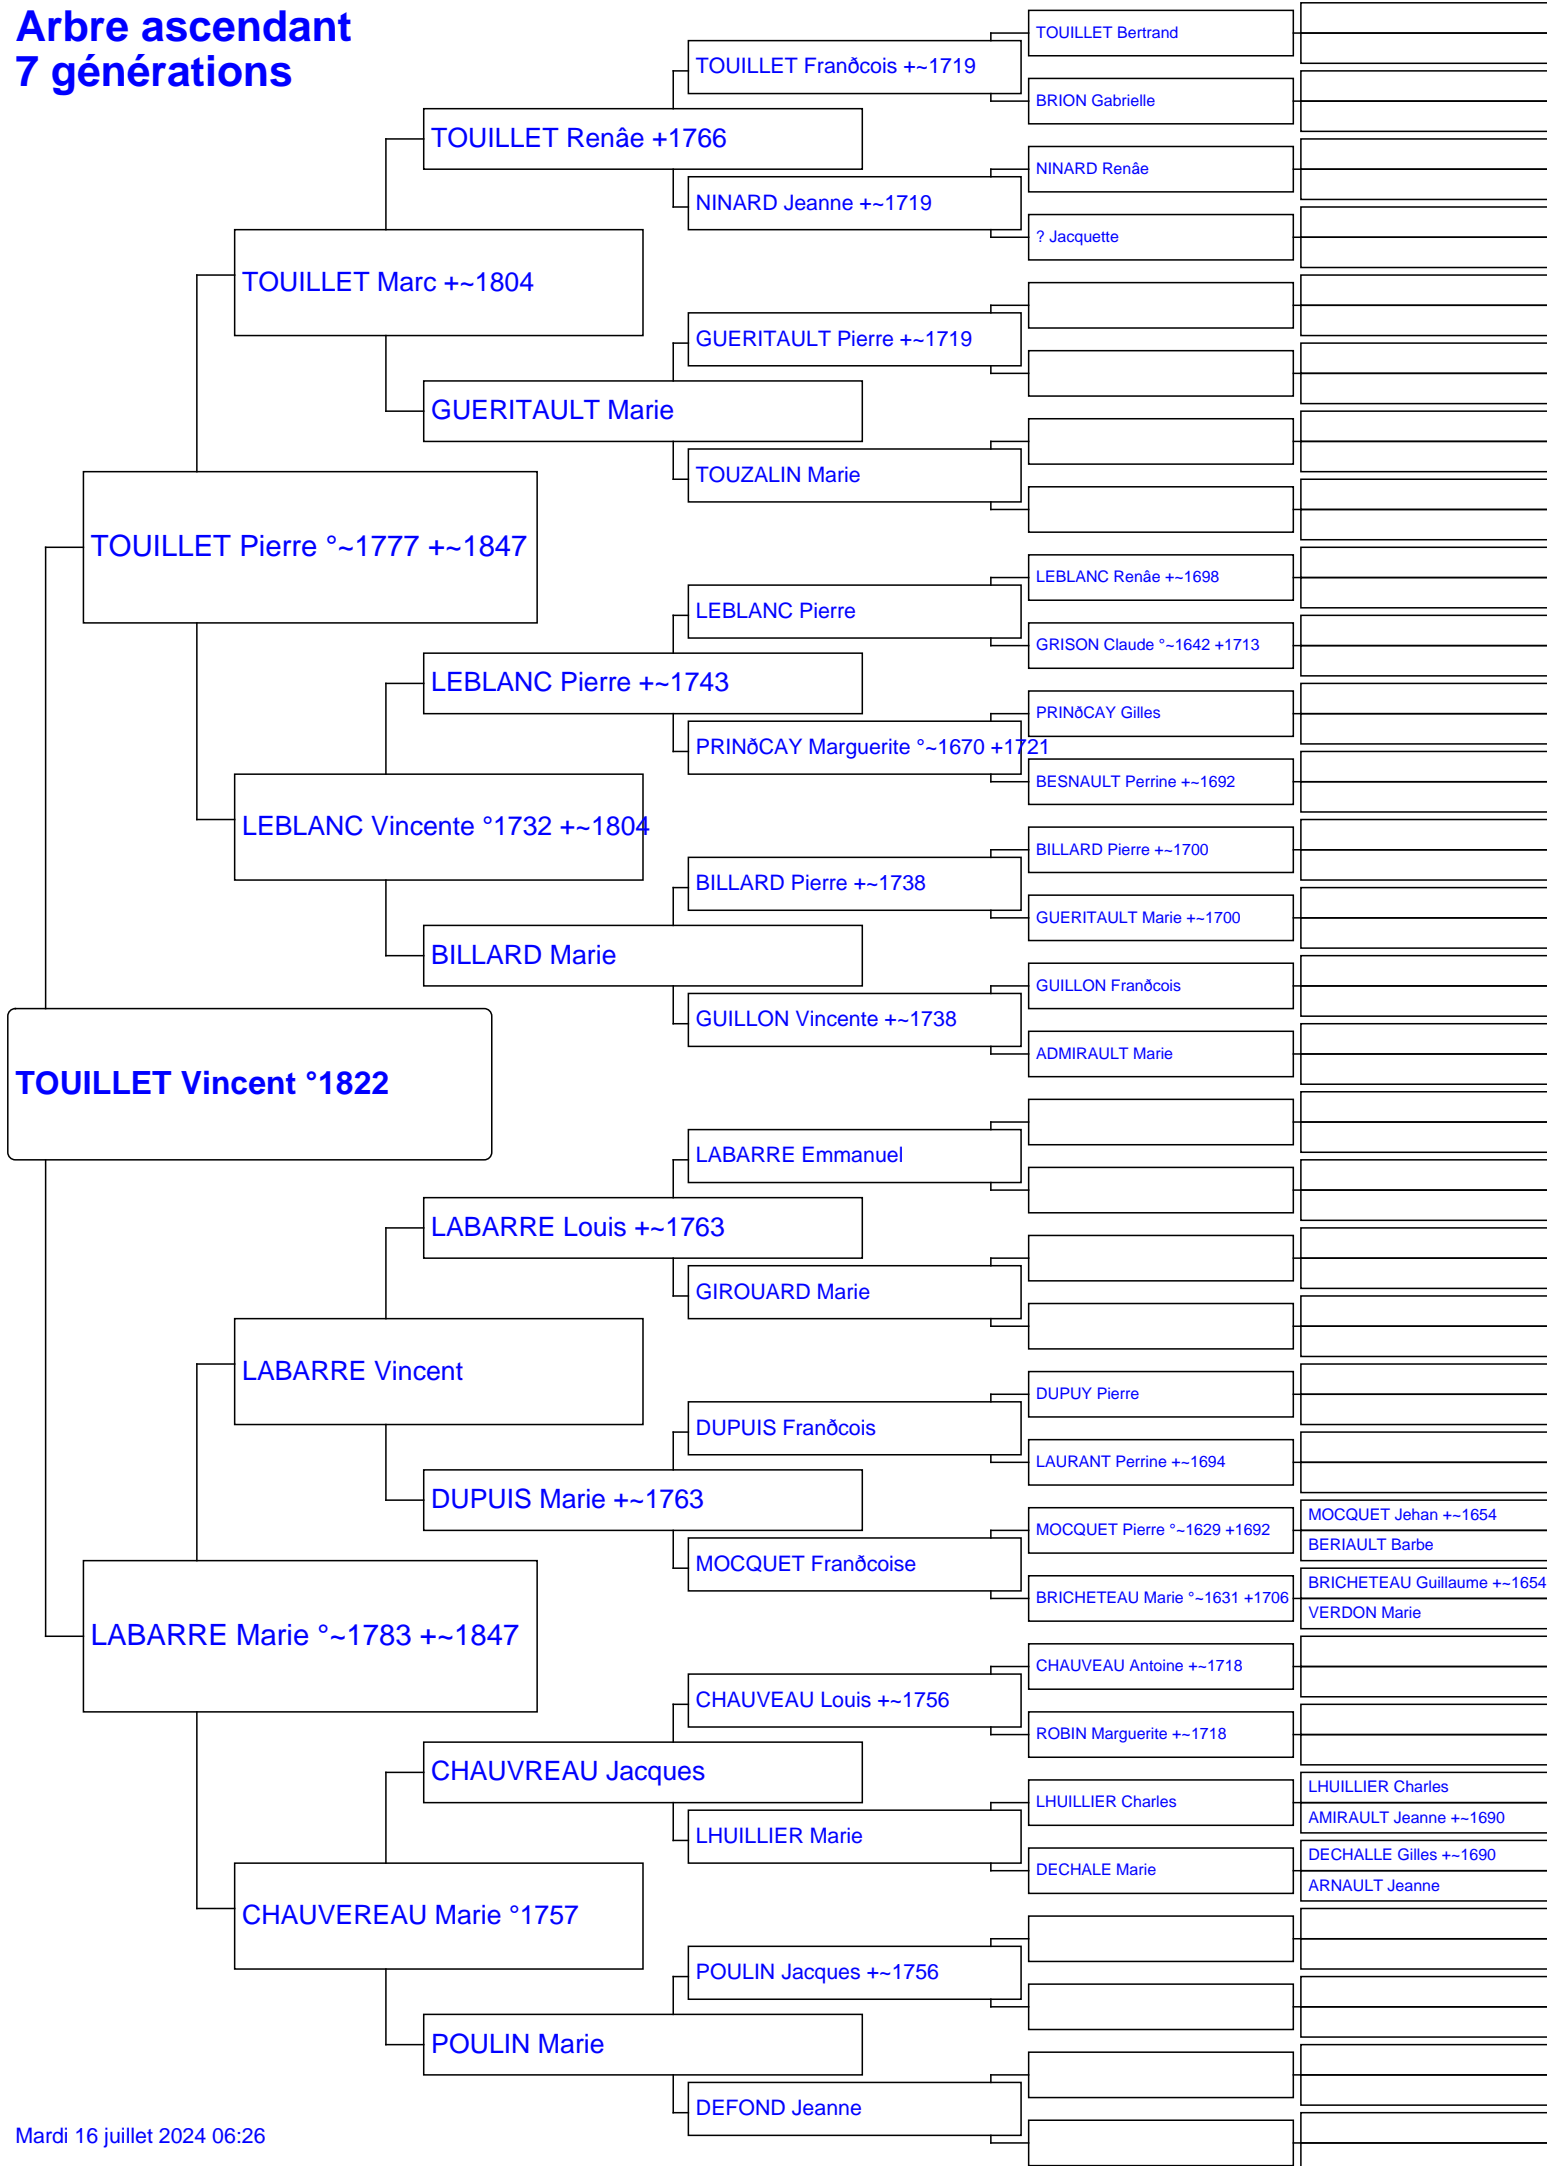 Arbre ascendant
7 générations
TOUILLET Bertrand
TOUILLET Franðcois +~1719
BRION Gabrielle
TOUILLET Renâe +1766
NINARD Renâe
NINARD Jeanne +~1719
? Jacquette
TOUILLET Marc +~1804
GUERITAULT Pierre +~1719
GUERITAULT Marie
TOUZALIN Marie
TOUILLET Pierre °~1777 +~1847
LEBLANC Renâe +~1698
LEBLANC Pierre
GRISON Claude °~1642 +1713
LEBLANC Pierre +~1743
PRINðCAY Gilles
PRINðCAY Marguerite °~1670 +1721
BESNAULT Perrine +~1692
LEBLANC Vincente °1732 +~1804
BILLARD Pierre +~1700
BILLARD Pierre +~1738
GUERITAULT Marie +~1700
BILLARD Marie
GUILLON Franðcois
GUILLON Vincente +~1738
ADMIRAULT Marie
TOUILLET Vincent °1822
LABARRE Emmanuel
LABARRE Louis +~1763
GIROUARD Marie
LABARRE Vincent
DUPUY Pierre
DUPUIS Franðcois
LAURANT Perrine +~1694
DUPUIS Marie +~1763
MOCQUET Jehan +~1654
MOCQUET Pierre °~1629 +1692
BERIAULT Barbe
MOCQUET Franðcoise
BRICHETEAU Guillaume +~1654
BRICHETEAU Marie °~1631 +1706
VERDON Marie
LABARRE Marie °~1783 +~1847
CHAUVEAU Antoine +~1718
CHAUVEAU Louis +~1756
ROBIN Marguerite +~1718
CHAUVREAU Jacques
LHUILLIER Charles
LHUILLIER Charles
AMIRAULT Jeanne +~1690
LHUILLIER Marie
DECHALLE Gilles +~1690
DECHALE Marie
ARNAULT Jeanne
CHAUVEREAU Marie °1757
POULIN Jacques +~1756
POULIN Marie
DEFOND Jeanne
Mardi 16 juillet 2024 06:26